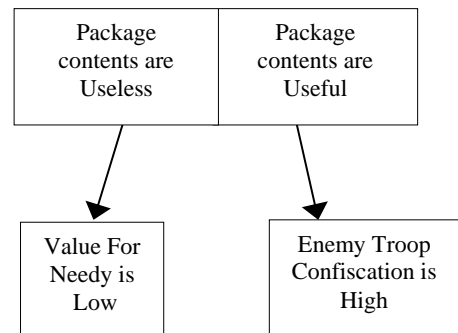 Package
contents are
Useless
Package
contents are
Useful
Value For
Needy is
Low
Enemy Troop
Confiscation is
High